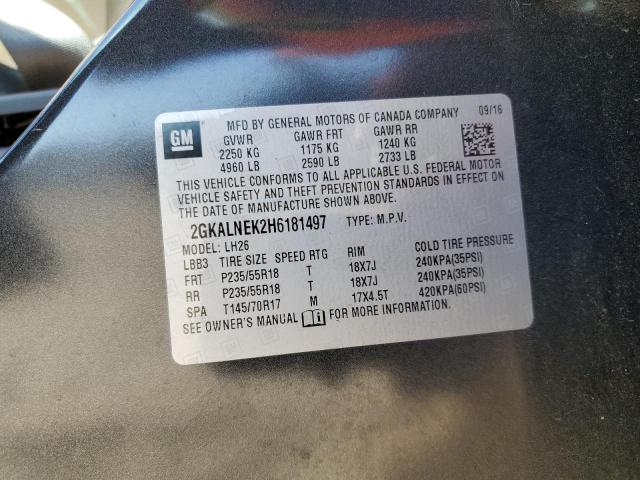 GM
MFD BY GENERAL MOTORS OF CANADA COMPANY 09/16
GVWR GAWR FRT GAWR RR
2250 KG 1175 KG 1240 KG
4960 LB 2590 LB 2733 LB
THIS VEHICLE CONFORMS TO ALL APPLICABLE U.S. FEDERAL MOTOR
VEHICLE SAFETY AND THEFT PREVENTION STANDARDS IN EFFECT ON
THE DATE OF MANUFACTURE SHOWN ABOVE.
2GKALNEK2H6181497 TYPE: M.P.V.
MODEL: LH26
LBB3 TIRE SIZE SPEED RTG RIM COLD TIRE PRESSURE
FRT P235/55R18 T 18X7J 240KPA(35PSI)
RR P235/55R18 T 18X7J 240KPA(35PSI)
SPA T145/70R17 M 17X4.5T 420KPA(60PSI)
SEE OWNER'S MANUAL FOR MORE INFORMATION.